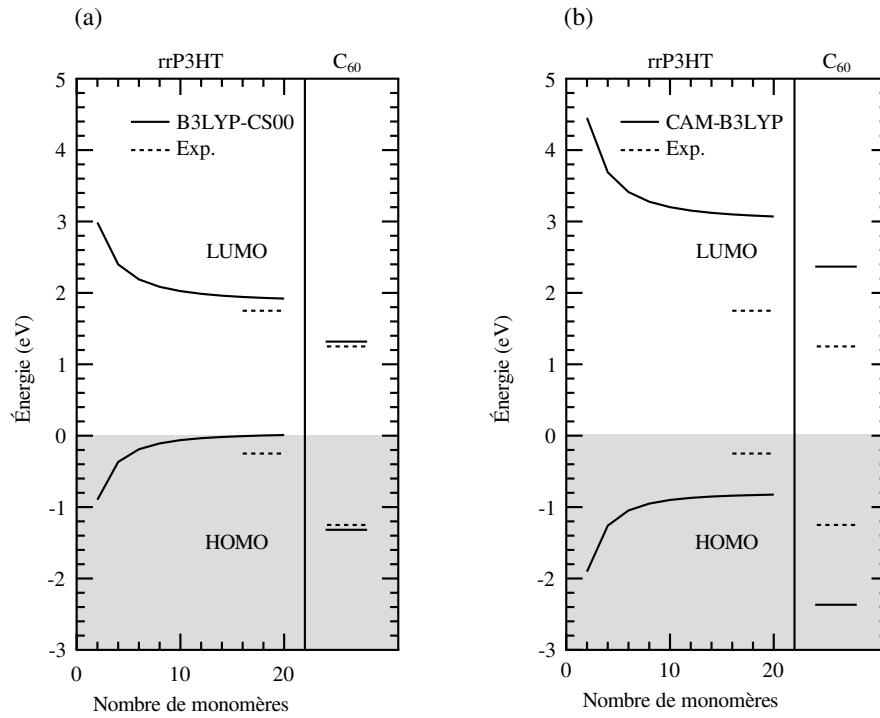 (a)
rrP3HT
C₆₀
5
4
3
2
1
0
-1
-2
-3
B3LYP-CS00
Exp.
LUMO
HOMO
Énergie (eV)
0
10
20
Nombre de monomères
(b)
rrP3HT
C₆₀
5
4
3
2
1
0
-1
-2
-3
CAM-B3LYP
Exp.
LUMO
HOMO
Énergie (eV)
0
10
20
Nombre de monomères